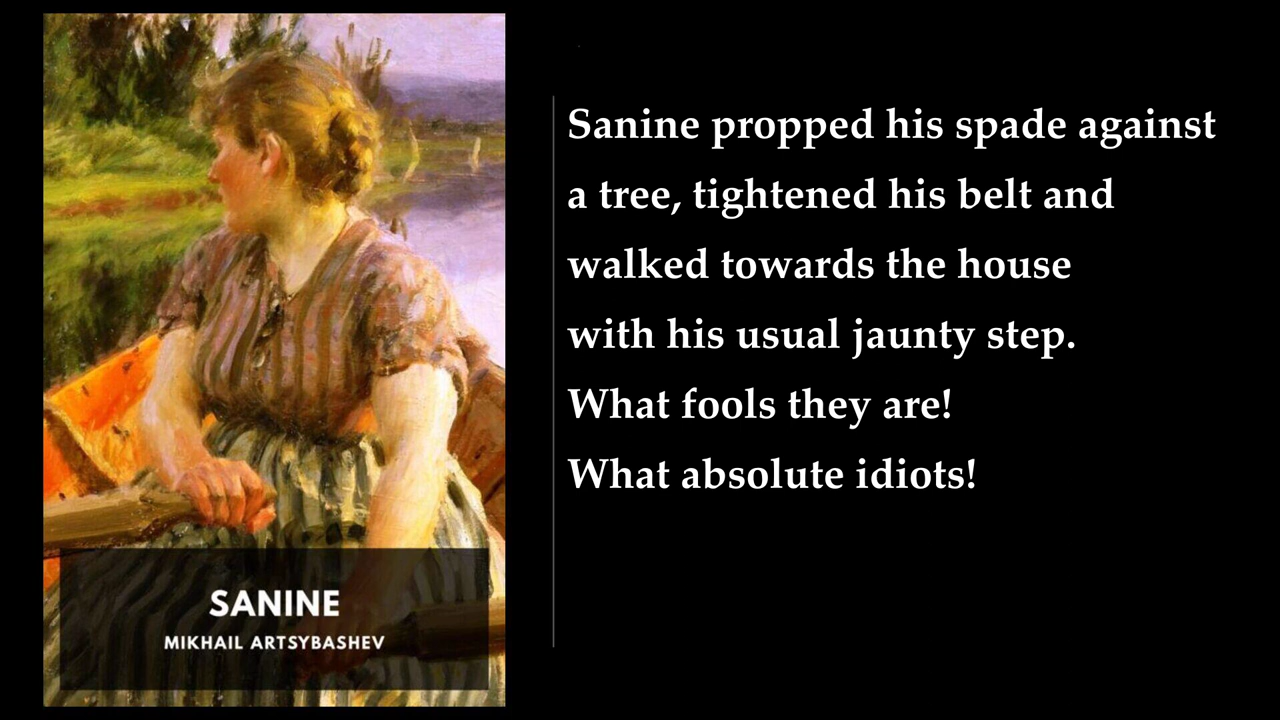 SANINE
MIKHAIL ARTSYBASHEV
Sanine propped his spade against
a tree, tightened his belt and
walked towards the house
with his usual jaunty step.
What fools they are!
What absolute idiots!